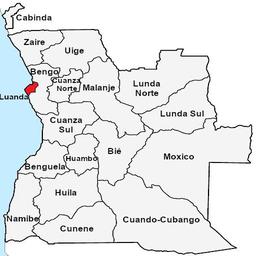 Cabinda
Zaire
Uige
Bengo
Cuanza
Norte
Malanje
Lunda
Norte
Luanda
Lunda Sul
Cuanza
Sul
Bié
Moxico
Huambo
Benguela
Huila
Namibe
Cuando-Cubango
Cunene